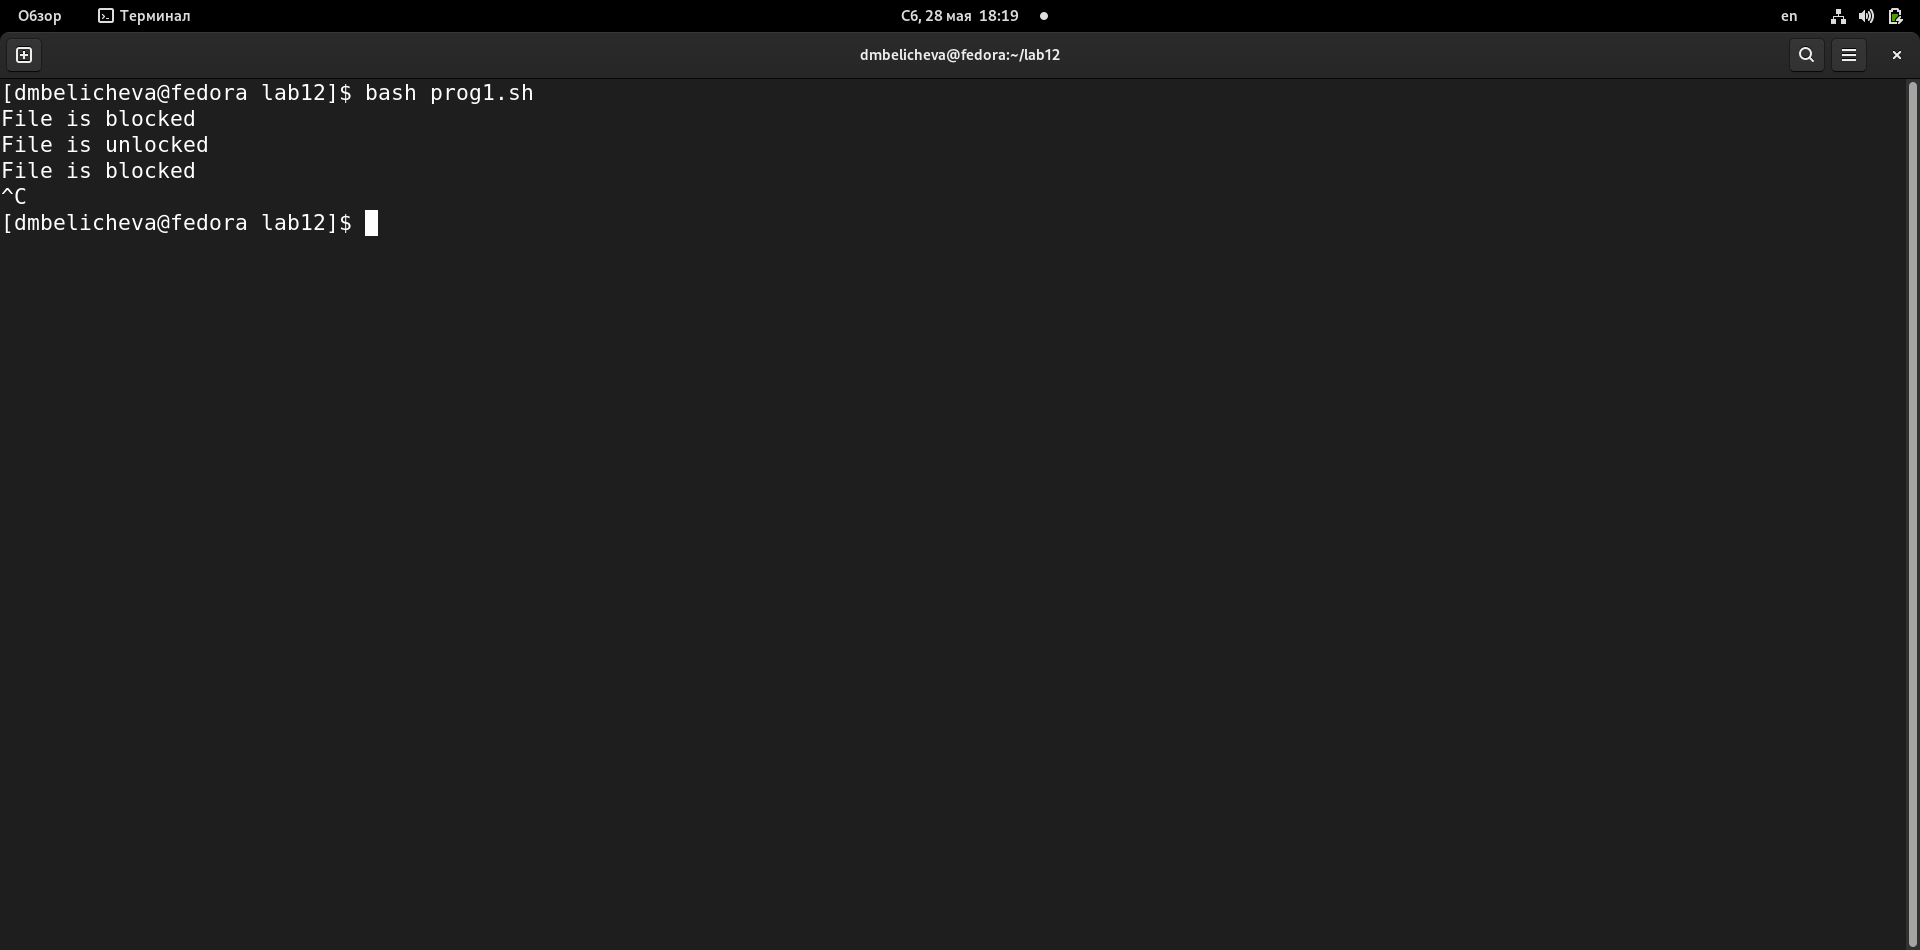 Обзор Терминал Сб, 28 мая 18:19 en
dmbelicheva@fedora:~/lab12
[dmbelicheva@fedora lab12]$ bash prog1.sh
File is blocked
File is unlocked
File is blocked
^C
[dmbelicheva@fedora lab12]$